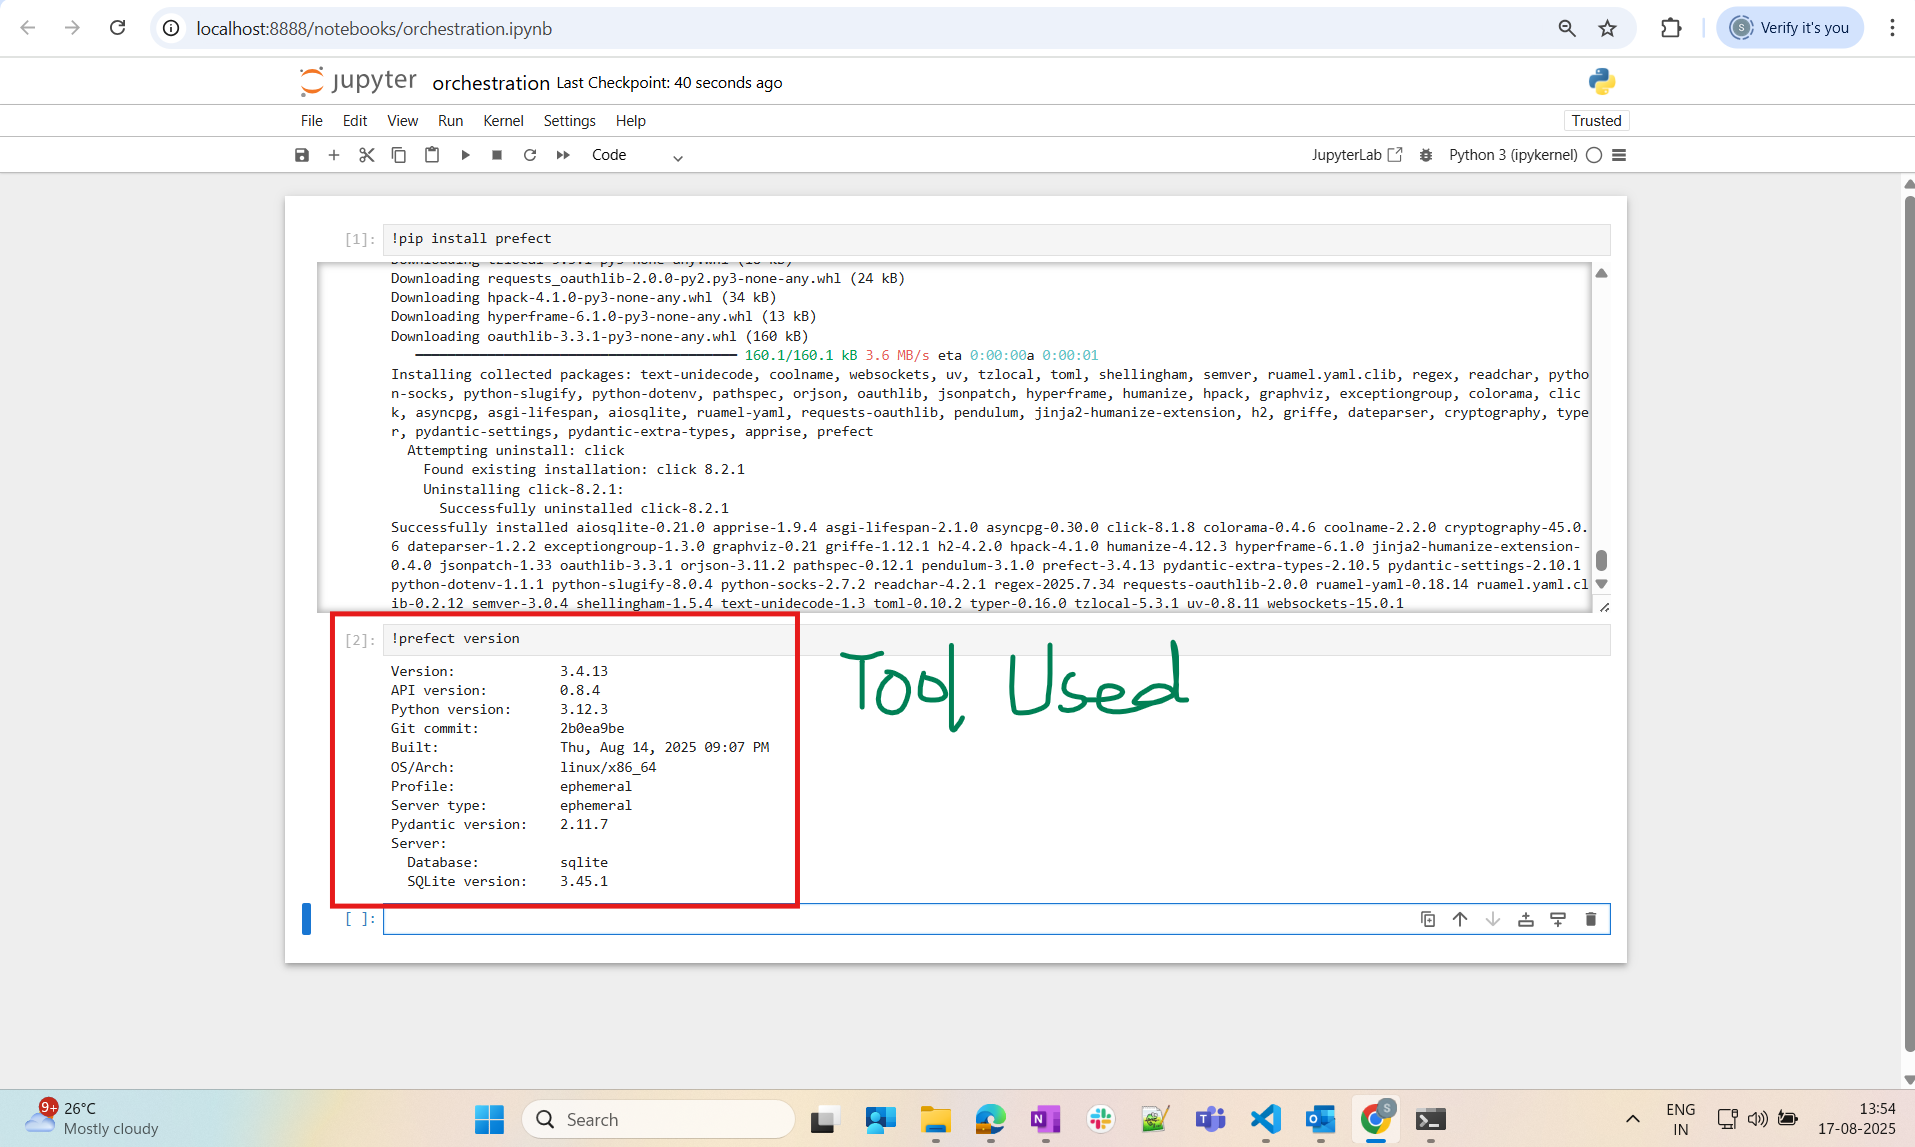 localhost:8888/notebooks/orchestration.ipynb
S Verify it's you
jupyter orchestration Last Checkpoint: 40 seconds ago
File Edit View Run Kernel Settings Help
Trusted
Code
JupyterLab Python 3 (ipykernel)
[1]: !pip install prefect
Downloading requests_oauthlib-2.0.0-py2.py3-none-any.whl (24 kB)
Downloading hpack-4.1.0-py3-none-any.whl (34 kB)
Downloading hyperframe-6.1.0-py3-none-any.whl (13 kB)
Downloading oauthlib-3.3.1-py3-none-any.whl (160 kB)
160.1/160.1 kB 3.6 MB/s eta 0:00:00a 0:00:01
Installing collected packages: text-unidecode, coolname, websockets, uv, tzlocal, toml, shellingham, semver, ruamel.yaml.clib, regex, readchar, pytho
n-socks, python-slugify, python-dotenv, pathspec, orjson, oauthlib, jsonpatch, hyperframe, humanize, hpack, graphviz, exceptiongroup, colorama, clic
k, asyncpg, asgi-lifespan, aiosqlite, ruamel-yaml, requests-oauthlib, pendulum, jinja2-humanize-extension, h2, griffe, dateparser, cryptography, type
r, pydantic-settings, pydantic-extra-types, apprise, prefect
Attempting uninstall: click
Found existing installation: click 8.2.1
Uninstalling click-8.2.1:
Successfully uninstalled click-8.2.1
Successfully installed aiosqlite-0.21.0 apprise-1.9.4 asgi-lifespan-2.1.0 asyncpg-0.30.0 click-8.1.8 colorama-0.4.6 coolname-2.2.0 cryptography-45.0.
6 dateparser-1.2.2 exceptiongroup-1.3.0 graphviz-0.21 griffe-1.12.1 h2-4.2.0 hpack-4.1.0 humanize-4.12.3 hyperframe-6.1.0 jinja2-humanize-extension-
0.4.0 jsonpatch-1.33 oauthlib-3.3.1 orjson-3.11.2 pathspec-0.12.1 pendulum-3.1.0 prefect-3.4.13 pydantic-extra-types-2.10.5 pydantic-settings-2.10.1
python-dotenv-1.1.1 python-slugify-8.0.4 python-socks-2.7.2 readchar-4.2.1 regex-2025.7.34 requests-oauthlib-2.0.0 ruamel-yaml-0.18.14 ruamel.yaml.cl
ib-0.2.12 semver-3.0.4 shellingham-1.5.4 text-unidecode-1.3 toml-0.10.2 typer-0.16.0 tzlocal-5.3.1 uv-0.8.11 websockets-15.0.1
[2]: !prefect version
Tool Used
Version: 3.4.13
API version: 0.8.4
Python version: 3.12.3
Git commit: 2b0ea9be
Built: Thu, Aug 14, 2025 09:07 PM
OS/Arch: linux/x86_64
Profile: ephemeral
Server type: ephemeral
Pydantic version: 2.11.7
Server:
Database: sqlite
SQLite version: 3.45.1
[ ]:
9+ 26°C
Mostly cloudy
Search
S
ENG
IN
13:54
17-08-2025